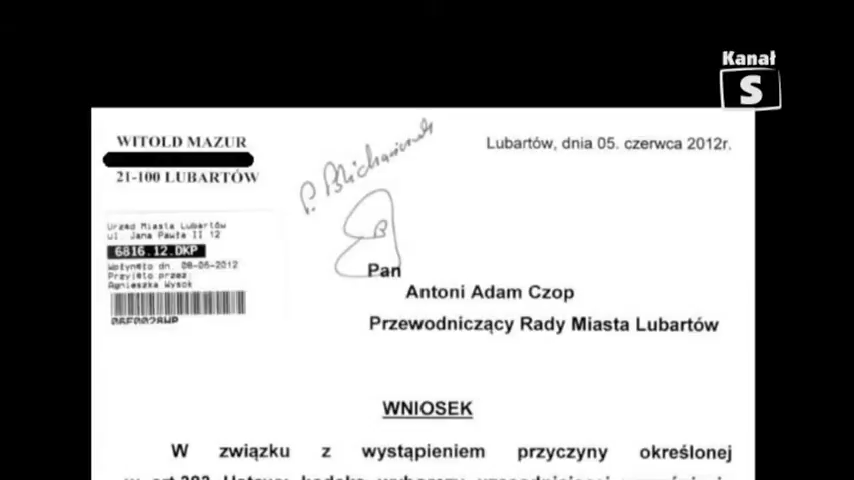 Kanał
S
WITOLD MAZUR
Lubartów, dnia 05. czerwca 2012r.
21-100 LUBARTÓW
P.
Urząd Miasta Lubartów
ul Jana Pawła II 12
6816.12.DKP
Wpłynęło dn. 06-06-2012
Przyjęto przez:
Agnieszka Wysok
Pan
Antoni Adam Czop
Przewodniczący Rady Miasta Lubartów
WNIOSEK
W związku z wystąpieniem przyczyny określonej